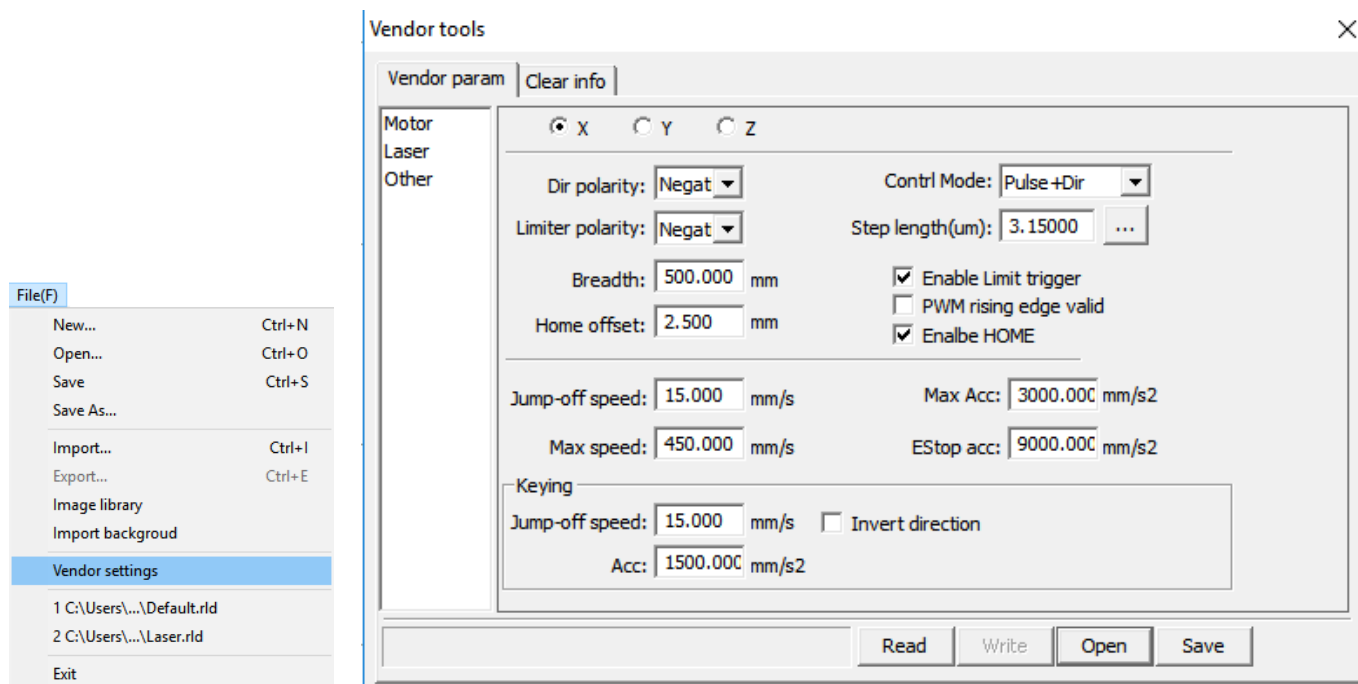 File(F)
New... Ctrl+N
Open... Ctrl+O
Save Ctrl+S
Save As...
Import... Ctrl+I
Export... Ctrl+E
Image library
Import backgroud
Vendor settings
1 C:\Users\...\Default.rld
2 C:\Users\...\Laser.rld
Exit
Vendor tools
Vendor param Clear info
Motor
Laser
Other
X Y Z
Dir polarity: Negat Contrl Mode: Pulse+Dir
Limiter polarity: Negat Step length(um): 3.15000 ...
Breadth: 500.000 mm Enable Limit trigger
PWM rising edge valid
Home offset: 2.500 mm Enalbe HOME
Jump-off speed: 15.000 mm/s Max Acc: 3000.000 mm/s2
Max speed: 450.000 mm/s EStop acc: 9000.000 mm/s2
Keying
Jump-off speed: 15.000 mm/s Invert direction
Acc: 1500.000 mm/s2
Read Write Open Save